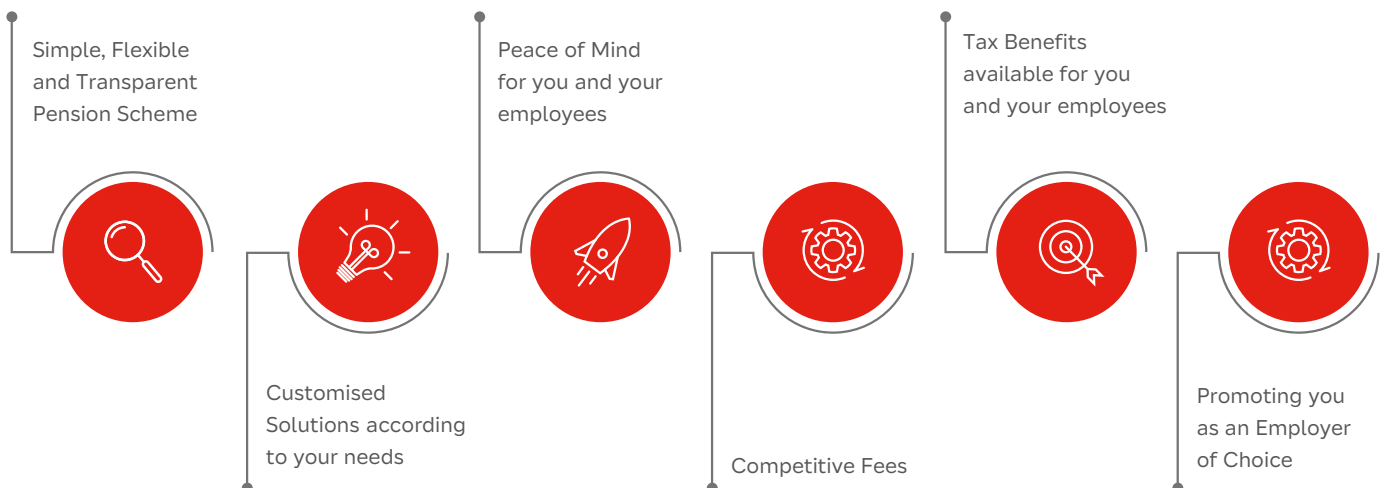 Simple, Flexible
and Transparent
Pension Scheme
Customised
Solutions according
to your needs
Peace of Mind
for you and your
employees
Competitive Fees
Tax Benefits
available for you
and your employees
Promoting you
as an Employer
of Choice